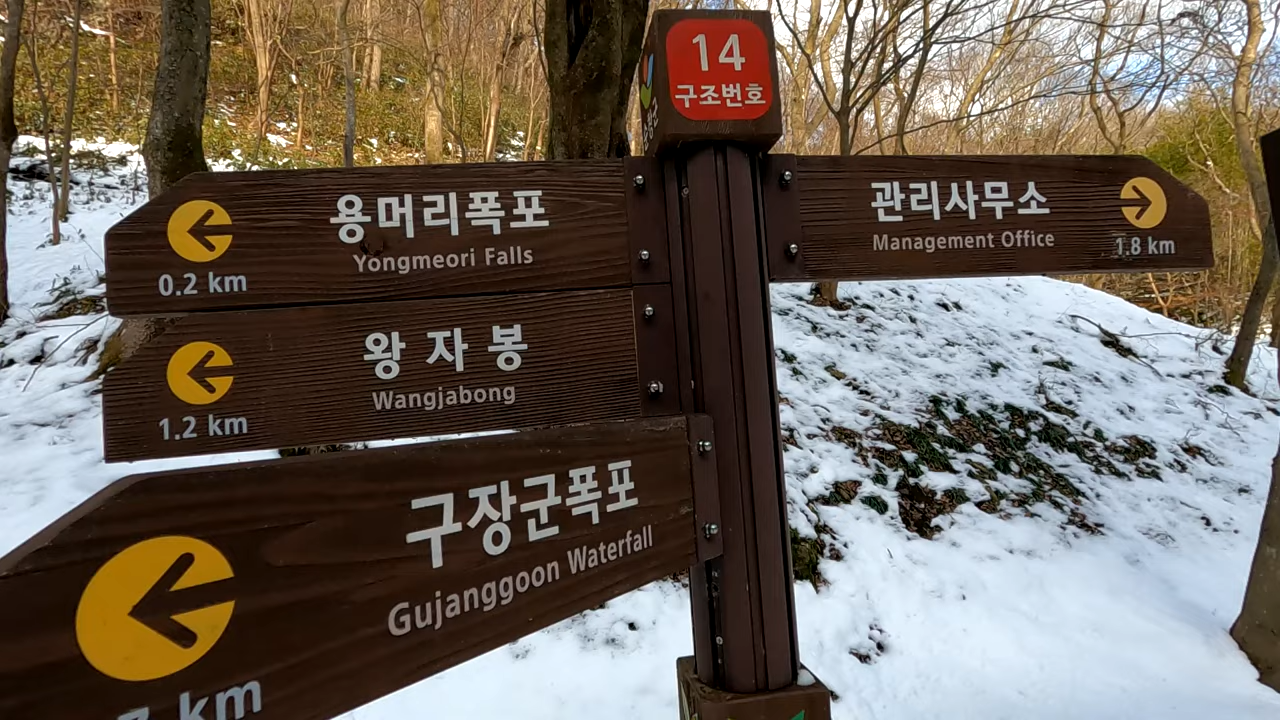 14
구조번호
용머리폭포
Yongmeori Falls
0.2 km
관리사무소
Management Office
1.8 km
왕자봉
Wangjabong
1.2 km
구장군폭포
Gujanggoon Waterfall
km